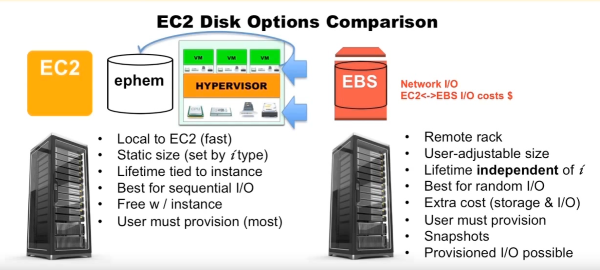 EC2 Disk Options Comparison
EC2
ephem
VM VM VM
HYPERVISOR
EBS
Network I/O
EC2<->EBS I/O costs $
• Local to EC2 (fast)
• Static size (set by i type)
• Lifetime tied to instance
• Best for sequential I/O
• Free w / instance
• User must provision (most)
• Remote rack
• User-adjustable size
• Lifetime independent of i
• Best for random I/O
• Extra cost (storage & I/O)
• User must provision
• Snapshots
• Provisioned I/O possible